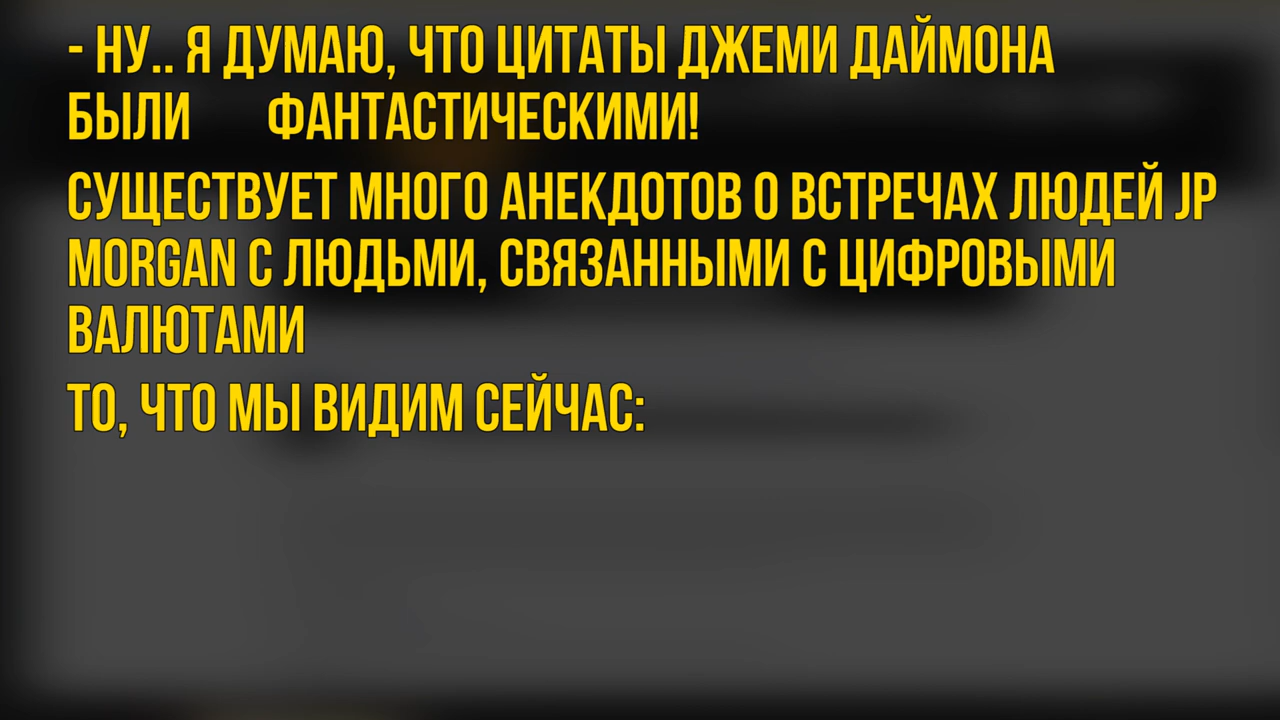 - НУ.. Я ДУМАЮ, ЧТО ЦИТАТЫ ДЖЕМИ ДАЙМОНА
БЫЛИ ФАНТАСТИЧЕСКИМИ!
СУЩЕСТВУЕТ МНОГО АНЕКДОТОВ О ВСТРЕЧАХ ЛЮДЕЙ JP
MORGAN С ЛЮДЬМИ, СВЯЗАННЫМИ С ЦИФРОВЫМИ
ВАЛЮТАМИ
ТО, ЧТО МЫ ВИДИМ СЕЙЧАС: